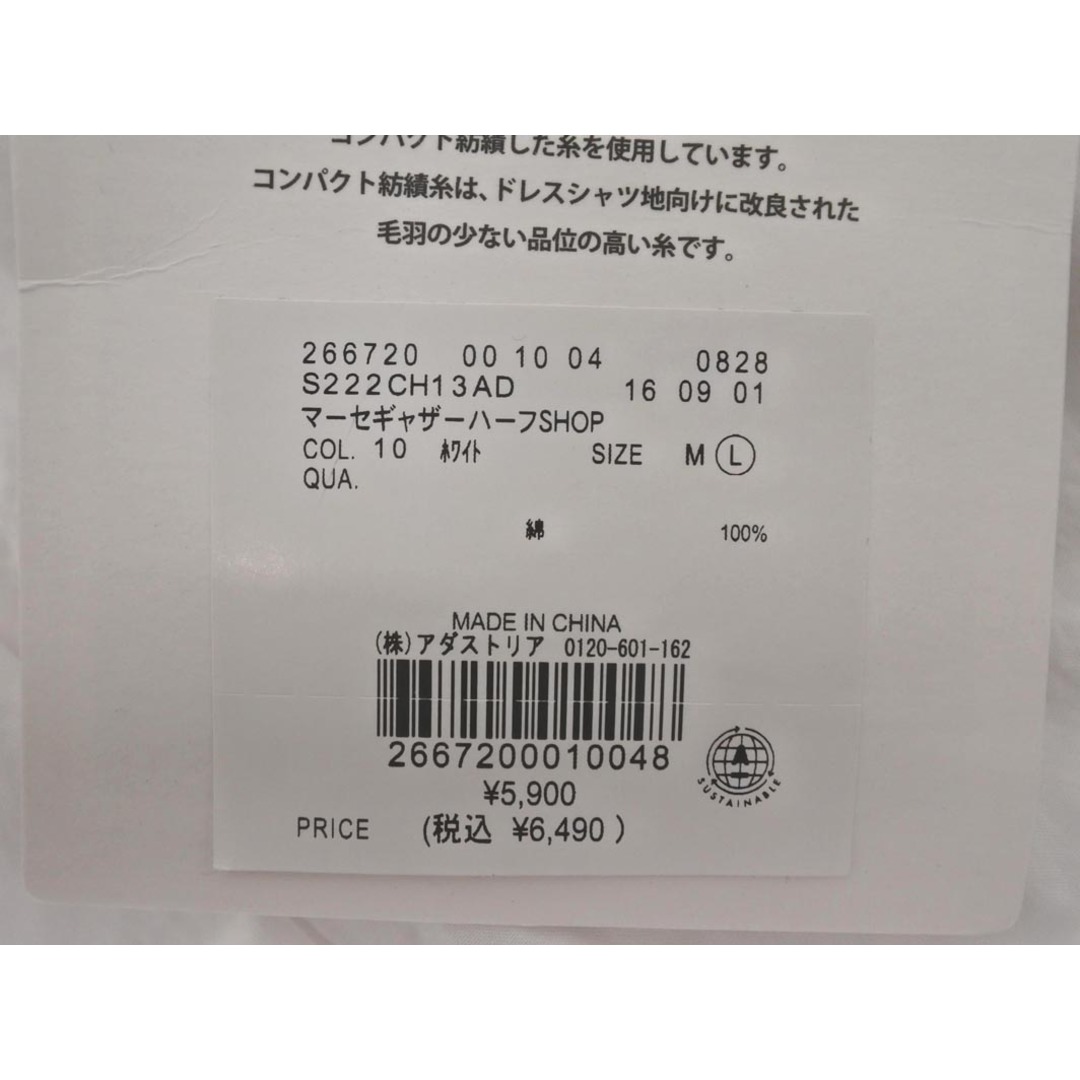 コンパクト紡績した糸を使用しています。
コンパクト紡績糸は、ドレスシャツ地向けに改良された
毛羽の少ない品位の高い糸です。
266720 00 10 04 0828
S222CH13AD 16 09 01
マーセギャザーハーフSHOP
COL. 10 ホワイト SIZE M L
QUA.
綿 100%
MADE IN CHINA
(株)アダストリア 0120-601-162
2667200010048
¥5,900
PRICE (税込 ¥6,490)
SUSTAINABLE